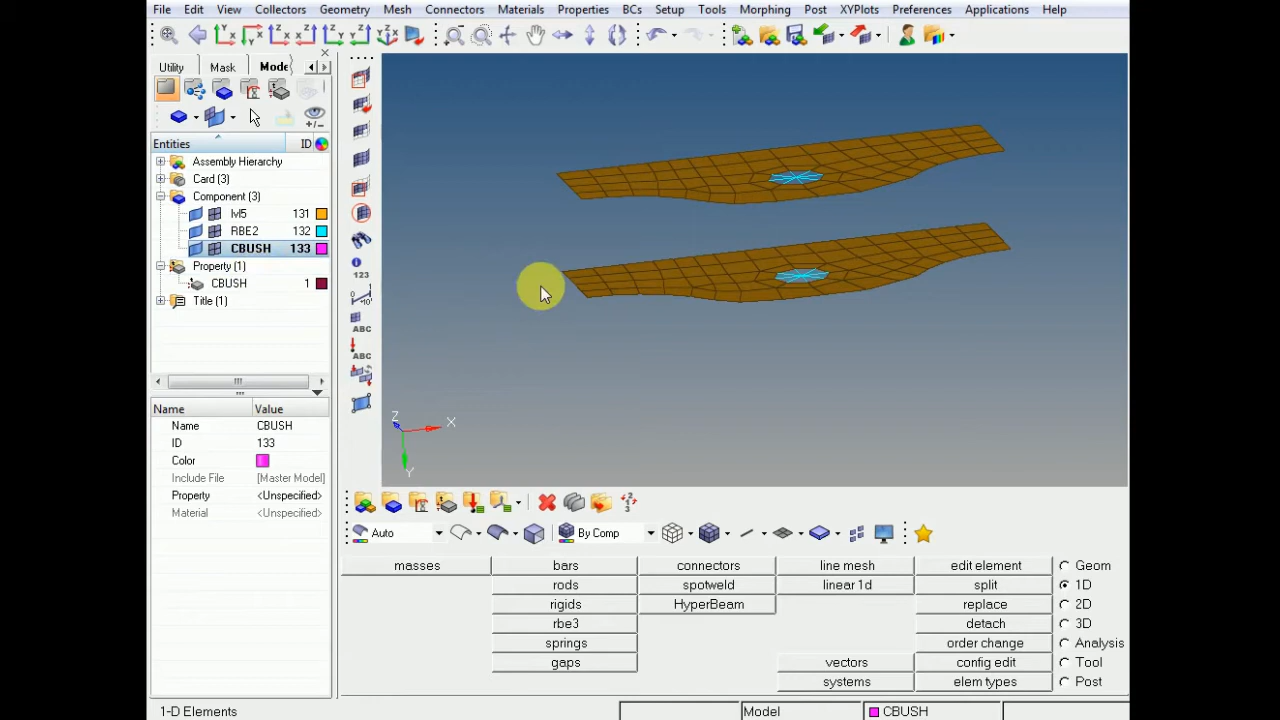 File Edit View Collectors Geometry Mesh Connectors Materials Properties BCs Setup Tools Morphing Post XYPlots Preferences Applications Help
Utility Mask Mode
Entities ID
Assembly Hierarchy
Card (3)
Component (3)
lvl5 131
RBE2 132
CBUSH 133
Property (1)
CBUSH 1
Title (1)
Name Value
Name CBUSH
ID 133
Color
Include File [Master Model]
Property <Unspecified>
Material <Unspecified>
123
ABC
ABC
Z X Y
Auto By Comp
masses bars connectors line mesh edit element Geom
rods spotweld linear 1d split 1D
rigids HyperBeam replace 2D
rbe3 detach 3D
springs order change Analysis
gaps vectors config edit Tool
systems elem types Post
1-D Elements Model CBUSH